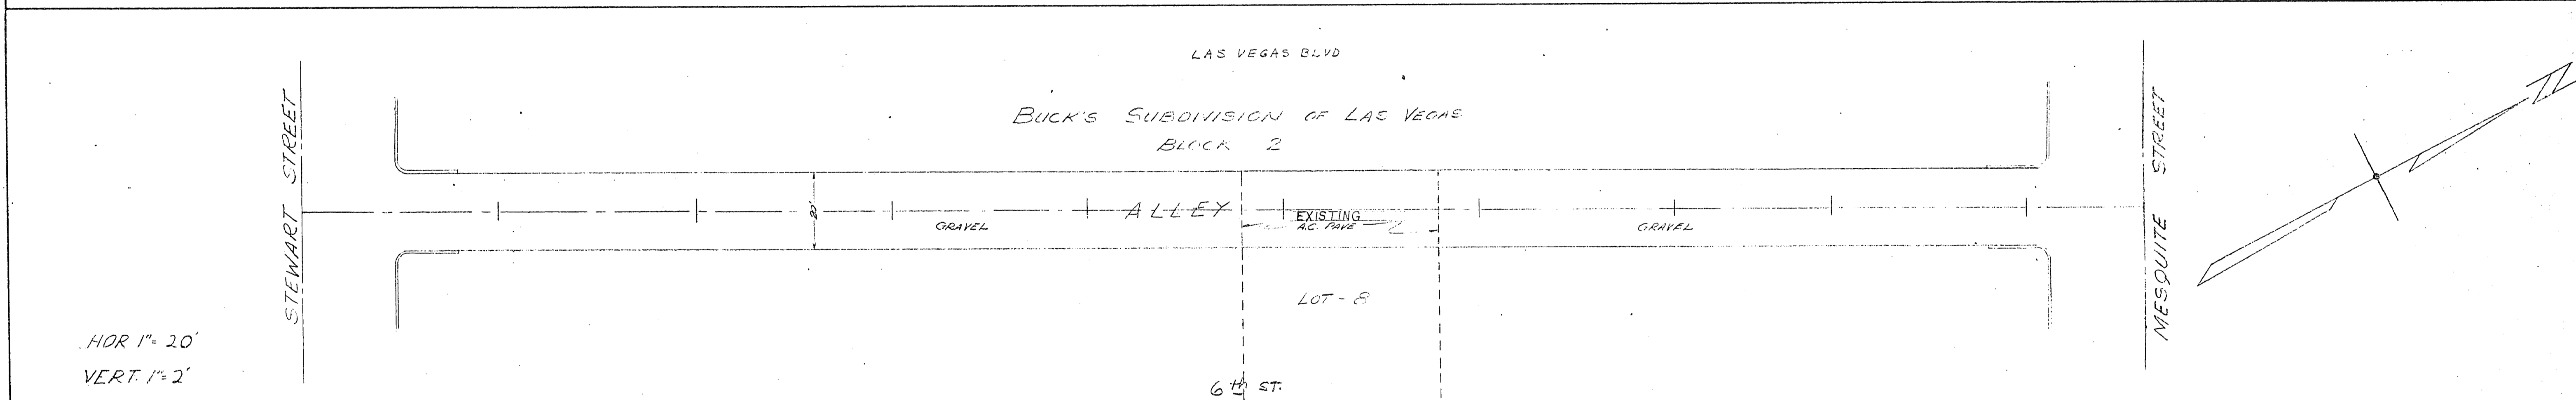 LAS VEGAS BLVD
BUCK'S SUBDIVISION OF LAS VEGAS
BLOCK 2
STEWART STREET
20'
GRAVEL
ALLEY
EXISTING
A.C. PAVE
GRAVEL
MESQUITE STREET
N
LOT - 8
HOR 1"= 20'
VERT. 1"= 2'
6th ST.